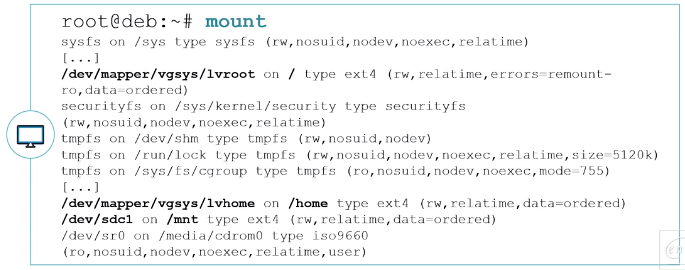 root@deb:~# mount
sysfs on /sys type sysfs (rw,nosuid,nodev,noexec,relatime)
[...]
/dev/mapper/vgsys/lvroot on / type ext4 (rw,relatime,errors=remount-
ro,data=ordered)
securityfs on /sys/kernel/security type securityfs
(rw,nosuid,nodev,noexec,relatime)
tmpfs on /dev/shm type tmpfs (rw,nosuid,nodev)
tmpfs on /run/lock type tmpfs (rw,nosuid,nodev,noexec,relatime,size=5120k)
tmpfs on /sys/fs/cgroup type tmpfs (ro,nosuid,nodev,noexec,mode=755)
[...]
/dev/mapper/vgsys/lvhome on /home type ext4 (rw,relatime,data=ordered)
/dev/sdc1 on /mnt type ext4 (rw,relatime,data=ordered)
/dev/sr0 on /media/cdrom0 type iso9660
(ro,nosuid,nodev,noexec,relatime,user)